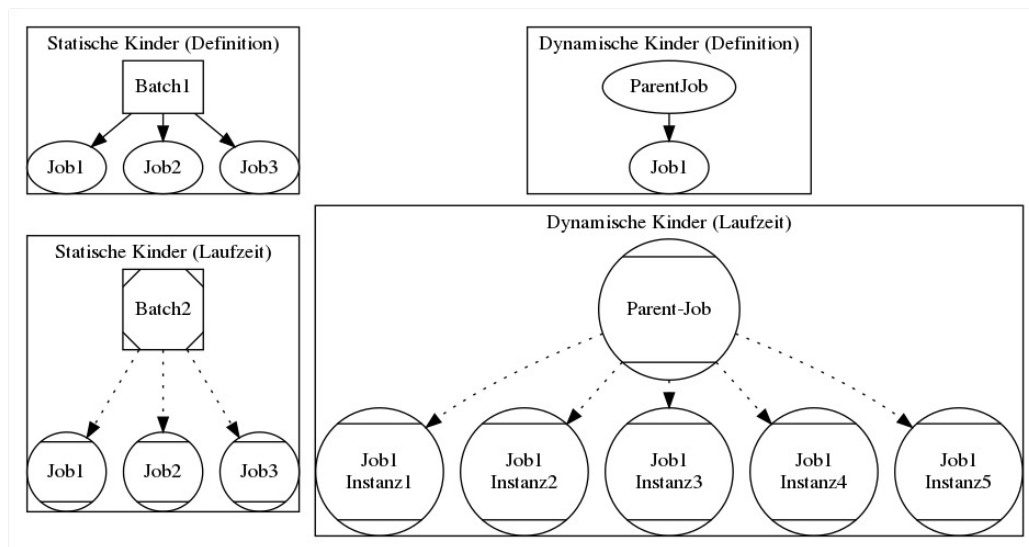 Statische Kinder (Definition)
Batch1
Job1 Job2 Job3
Dynamische Kinder (Definition)
ParentJob
Job1
Statische Kinder (Laufzeit)
Batch2
Job1 Job2 Job3
Dynamische Kinder (Laufzeit)
Parent-Job
Job1 Job1 Job1 Job1 Job1
Instanz1 Instanz2 Instanz3 Instanz4 Instanz5